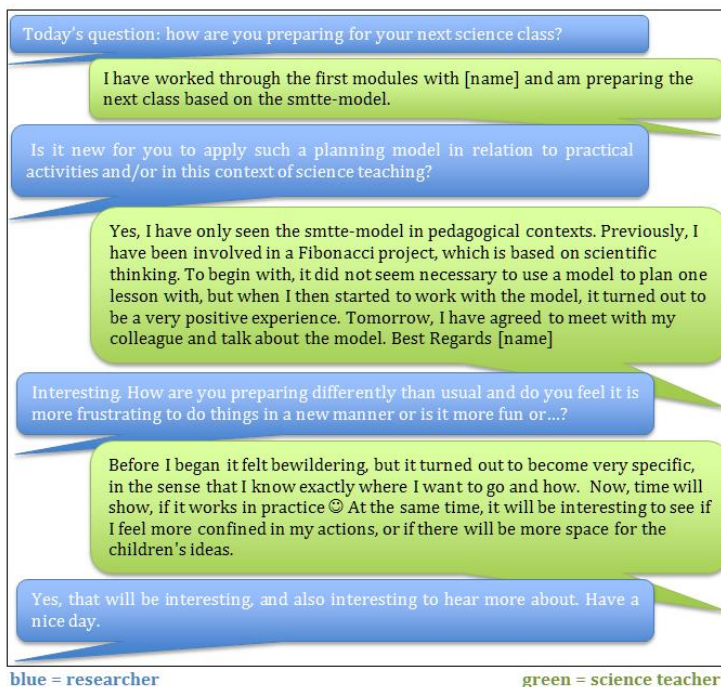 Today's question: how are you preparing for your next science class?
I have worked through the first modules with [name] and am preparing the
next class based on the smtte-model.
Is it new for you to apply such a planning model in relation to practical
activities and/or in this context of science teaching?
Yes, I have only seen the smtte-model in pedagogical contexts. Previously, I
have been involved in a Fibonacci project, which is based on scientific
thinking. To begin with, it did not seem necessary to use a model to plan one
lesson with, but when I then started to work with the model, it turned out to
be a very positive experience. Tomorrow, I have agreed to meet with my
colleague and talk about the model. Best Regards [name]
Interesting. How are you preparing differently than usual and do you feel it is
more frustrating to do things in a new manner or is it more fun or...?
Before I began it felt bewildering, but it turned out to become very specific,
in the sense that I know exactly where I want to go and how.  Now, time will
show, if it works in practice ☺ At the same time, it will be interesting to see if
I feel more confined in my actions, or if there will be more space for the
children's ideas.
Yes, that will be interesting, and also interesting to hear more about. Have a
nice day.
blue = researcher
green = science teacher